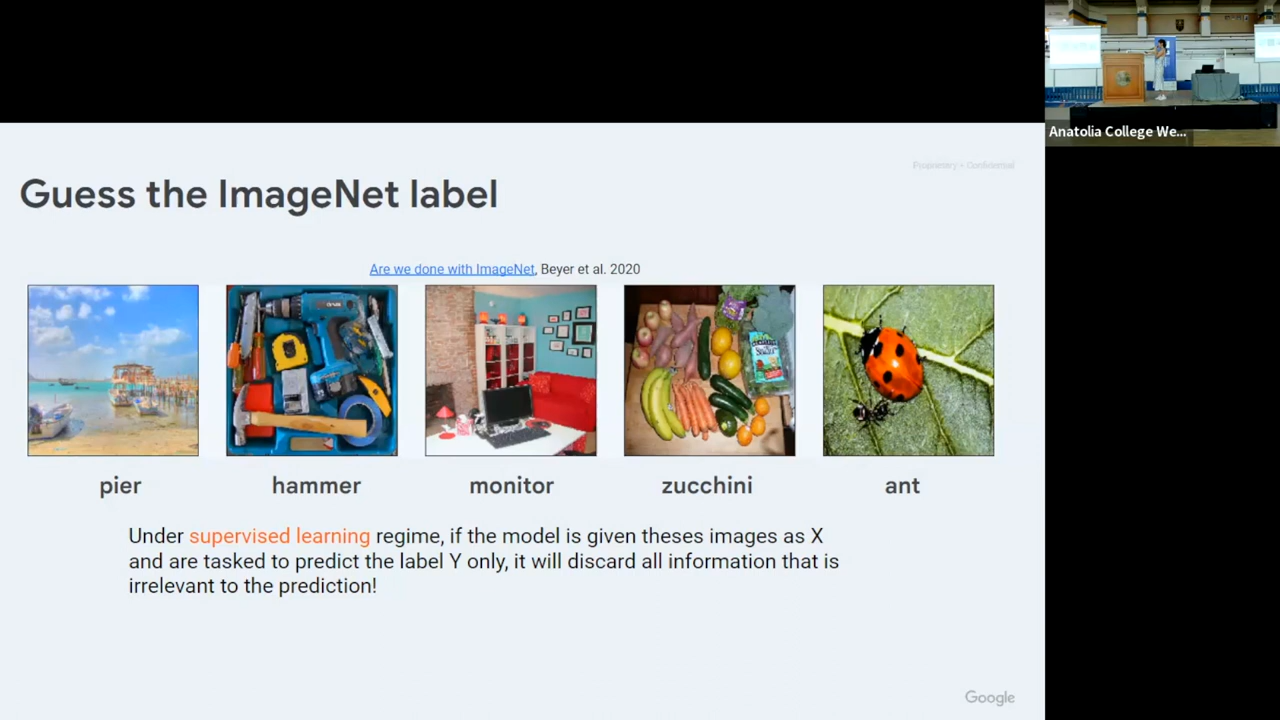 Proprietary + Confidential
Guess the ImageNet label
Are we done with ImageNet, Beyer et al. 2020
pier
hammer
monitor
zucchini
ant
Under supervised learning regime, if the model is given theses images as X
and are tasked to predict the label Y only, it will discard all information that is
irrelevant to the prediction!
Google
Anatolia College We...